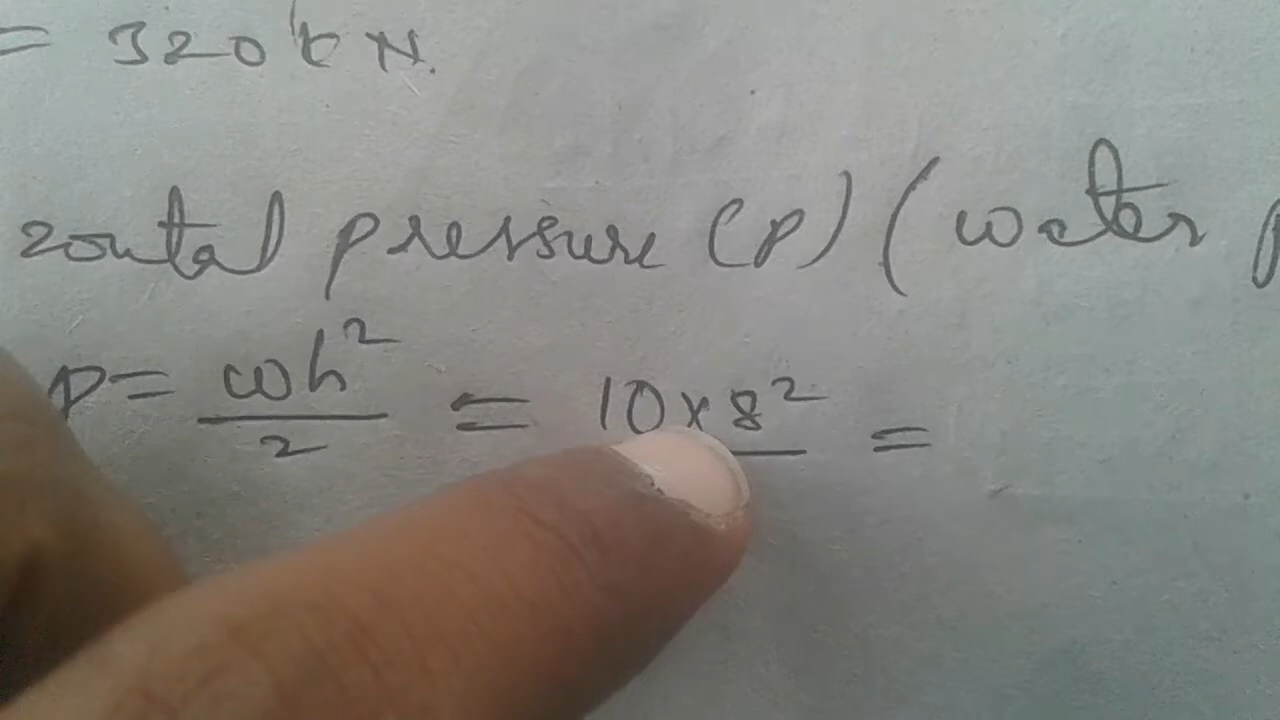 = 320 kN.
zontal pressure (P) (water p
P = wh² / 2 = 10 × 8² =